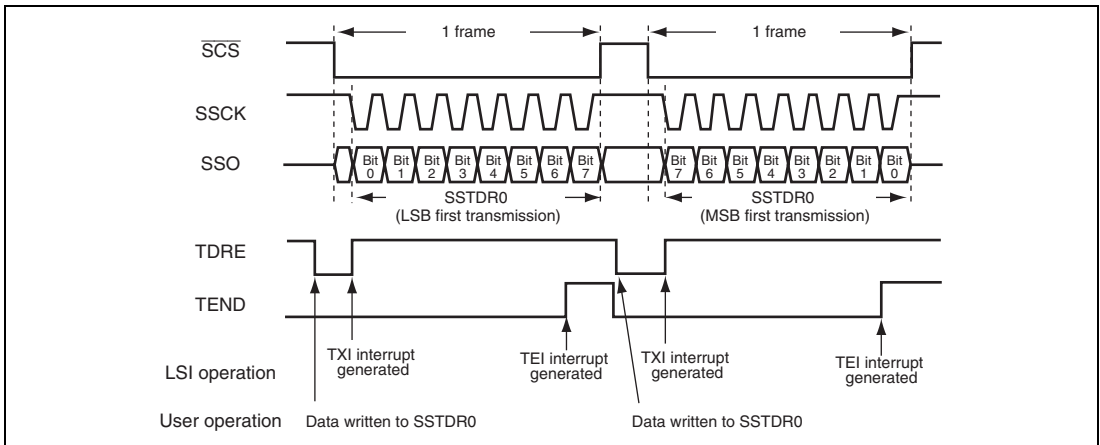 1 frame 1 frame
SCS
SSCK
SSO
Bit 0 Bit 1 Bit 2 Bit 3 Bit 4 Bit 5 Bit 6 Bit 7 Bit 7 Bit 6 Bit 5 Bit 4 Bit 3 Bit 2 Bit 1 Bit 0
SSTDR0 SSTDR0
(LSB first transmission) (MSB first transmission)
TDRE
TEND
TXI interrupt generated TEI interrupt generated TXI interrupt generated TEI interrupt generated
LSI operation
User operation Data written to SSTDR0 Data written to SSTDR0